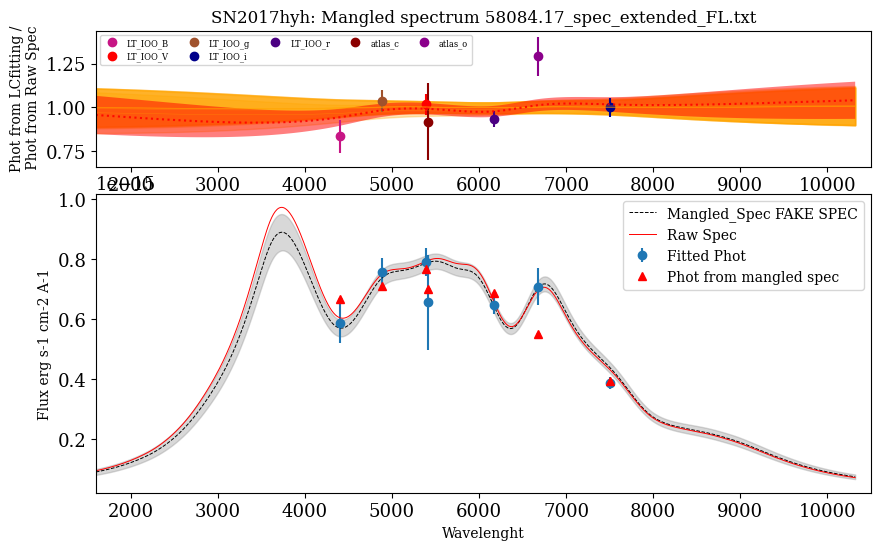 SN2017hyh: Mangled spectrum 58084.17_spec_extended_FL.txt
Phot from LCfitting /
Phot from Raw Spec
LT_IOO_B
LT_IOO_g
LT_IOO_r
atlas_c
atlas_o
LT_IOO_V
LT_IOO_i
1.25
1.00
0.75
2000 3000 4000 5000 6000 7000 8000 9000 10000
1e−15
Flux erg s-1 cm-2 A-1
1.0
0.8
0.6
0.4
0.2
Mangled_Spec FAKE SPEC
Raw Spec
Fitted Phot
Phot from mangled spec
2000 3000 4000 5000 6000 7000 8000 9000 10000
Wavelenght